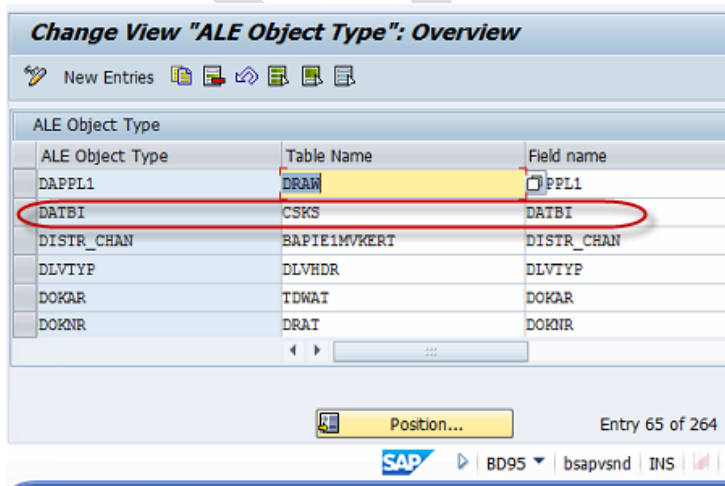 Change View "ALE Object Type": Overview
New Entries
ALE Object Type
ALE Object Type Table Name Field name
DAPPL1 DRAW PPL1
DATBI CSKS DATBI
DISTR_CHAN BAPIE1MVKERT DISTR_CHAN
DLVTYP DLVHDR DLVTYP
DOKAR TDWAT DOKAR
DOKNR DRAT DOKNR
Position... Entry 65 of 264
SAP BD95 bsapvsnd INS